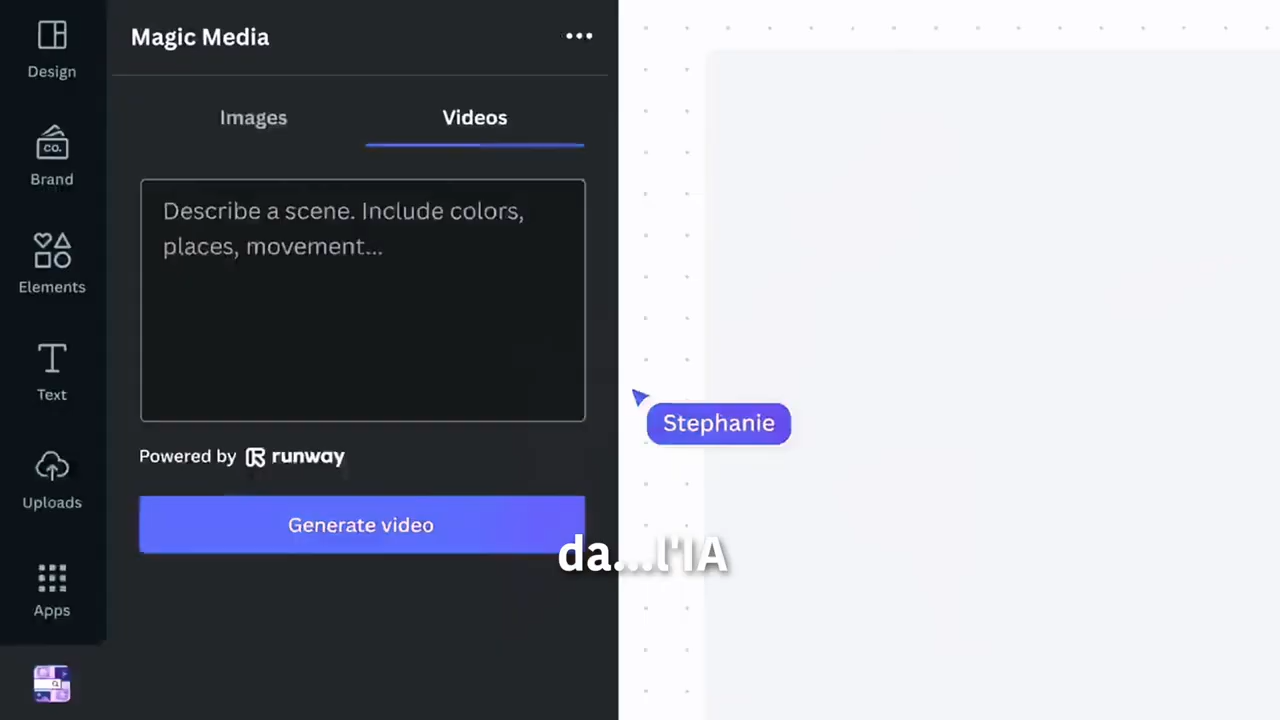 Design
CO.
Brand
Elements
Text
Uploads
Apps
Magic Media
Images
Videos
Describe a scene. Include colors,
places, movement...
Powered by runway
Generate video
Stephanie
da...l'IA